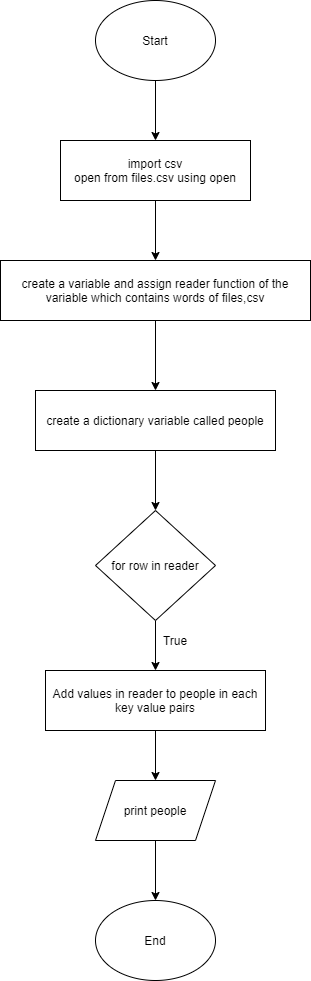 Start
import csv
open from files.csv using open
create a variable and assign reader function of the
variable which contains words of files,csv
create a dictionary variable called people
for row in reader
True
Add values in reader to people in each
key value pairs
print people
End